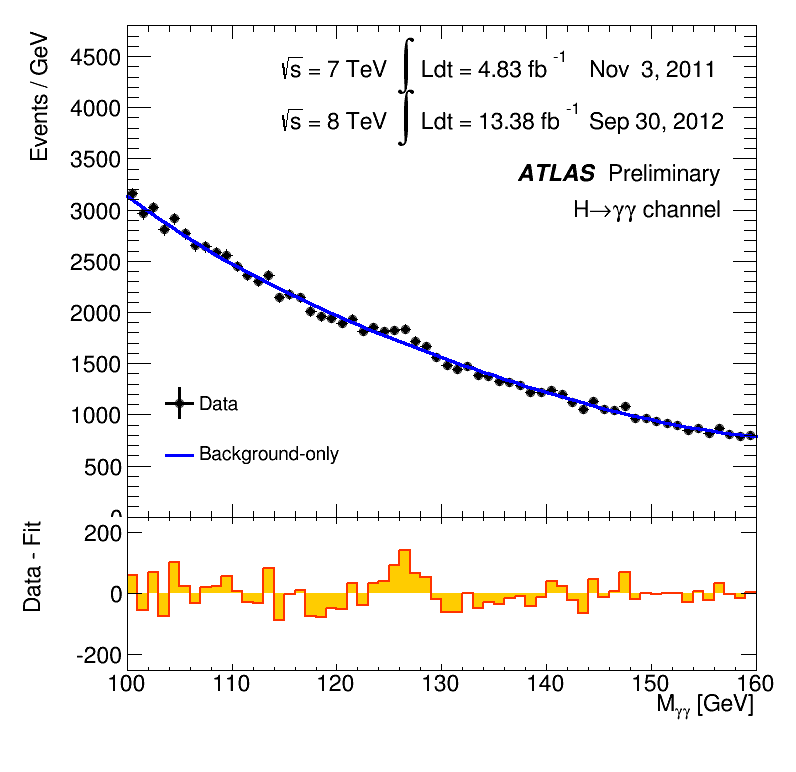 Events / GeV
4500
4000
3500
3000
2500
2000
1500
1000
500
0
√s = 7 TeV ∫ Ldt = 4.83 fb⁻¹ Nov 3, 2011
√s = 8 TeV ∫ Ldt = 13.38 fb⁻¹ Sep 30, 2012
ATLAS Preliminary
H→γγ channel
Data
Background-only
Data - Fit
200
0
-200
100 110 120 130 140 150 160
Mγγ [GeV]